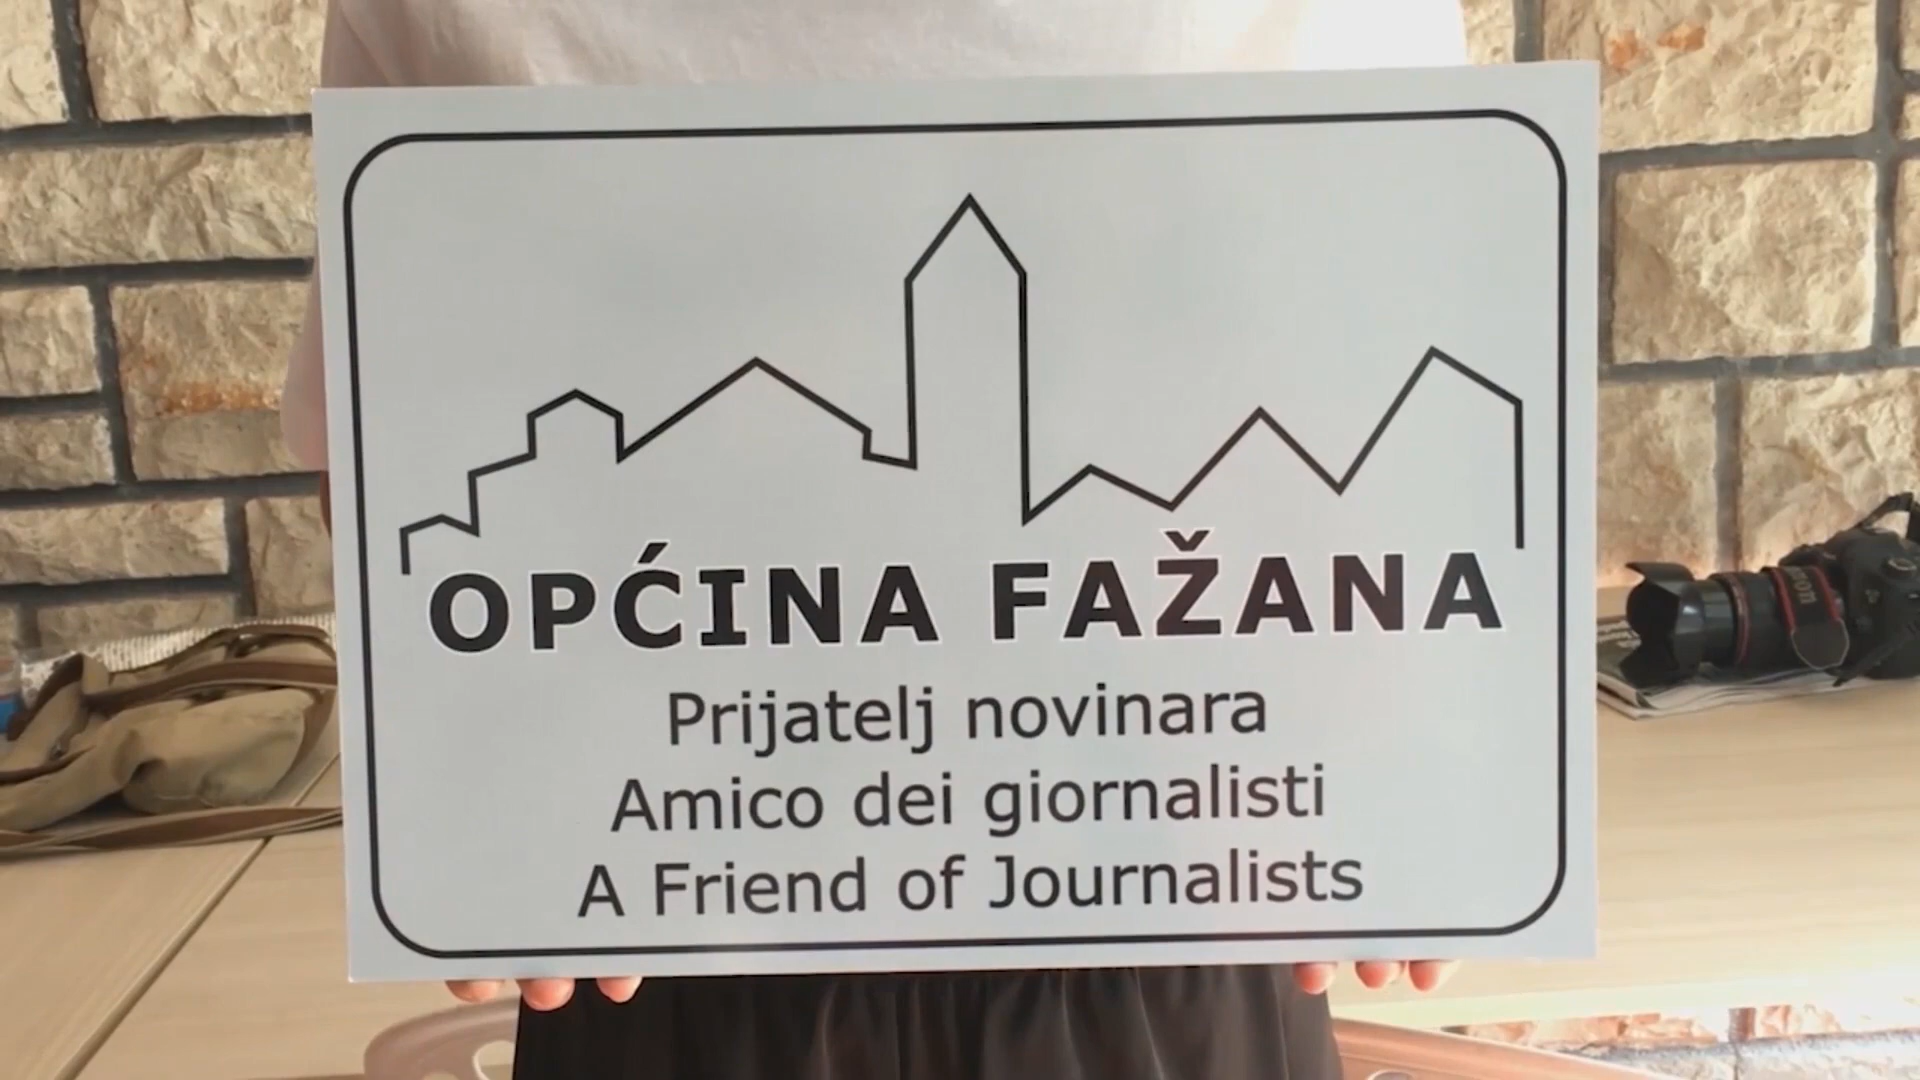 OPĆINA FAŽANA
Prijatelj novinara
Amico dei giornalisti
A Friend of Journalists